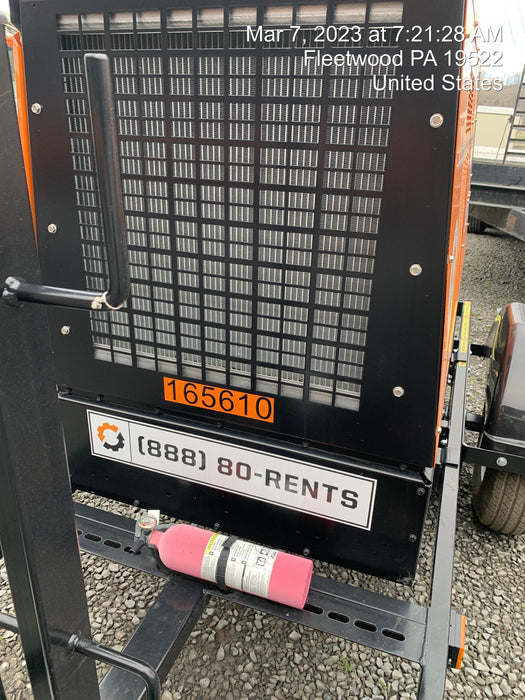 Mar 7, 2023 at 7:21:28 AM
Fleetwood PA 19522
United States
165610
(888) 80-RENTS